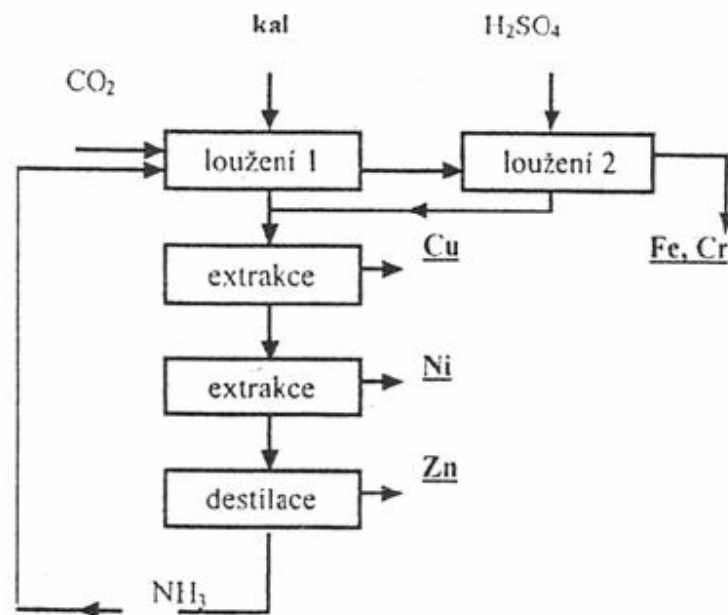 kal
H₂SO₄
CO₂
loužení 1
loužení 2
Cu
Fe, Cr
extrakce
Ni
extrakce
Zn
destilace
NH₃